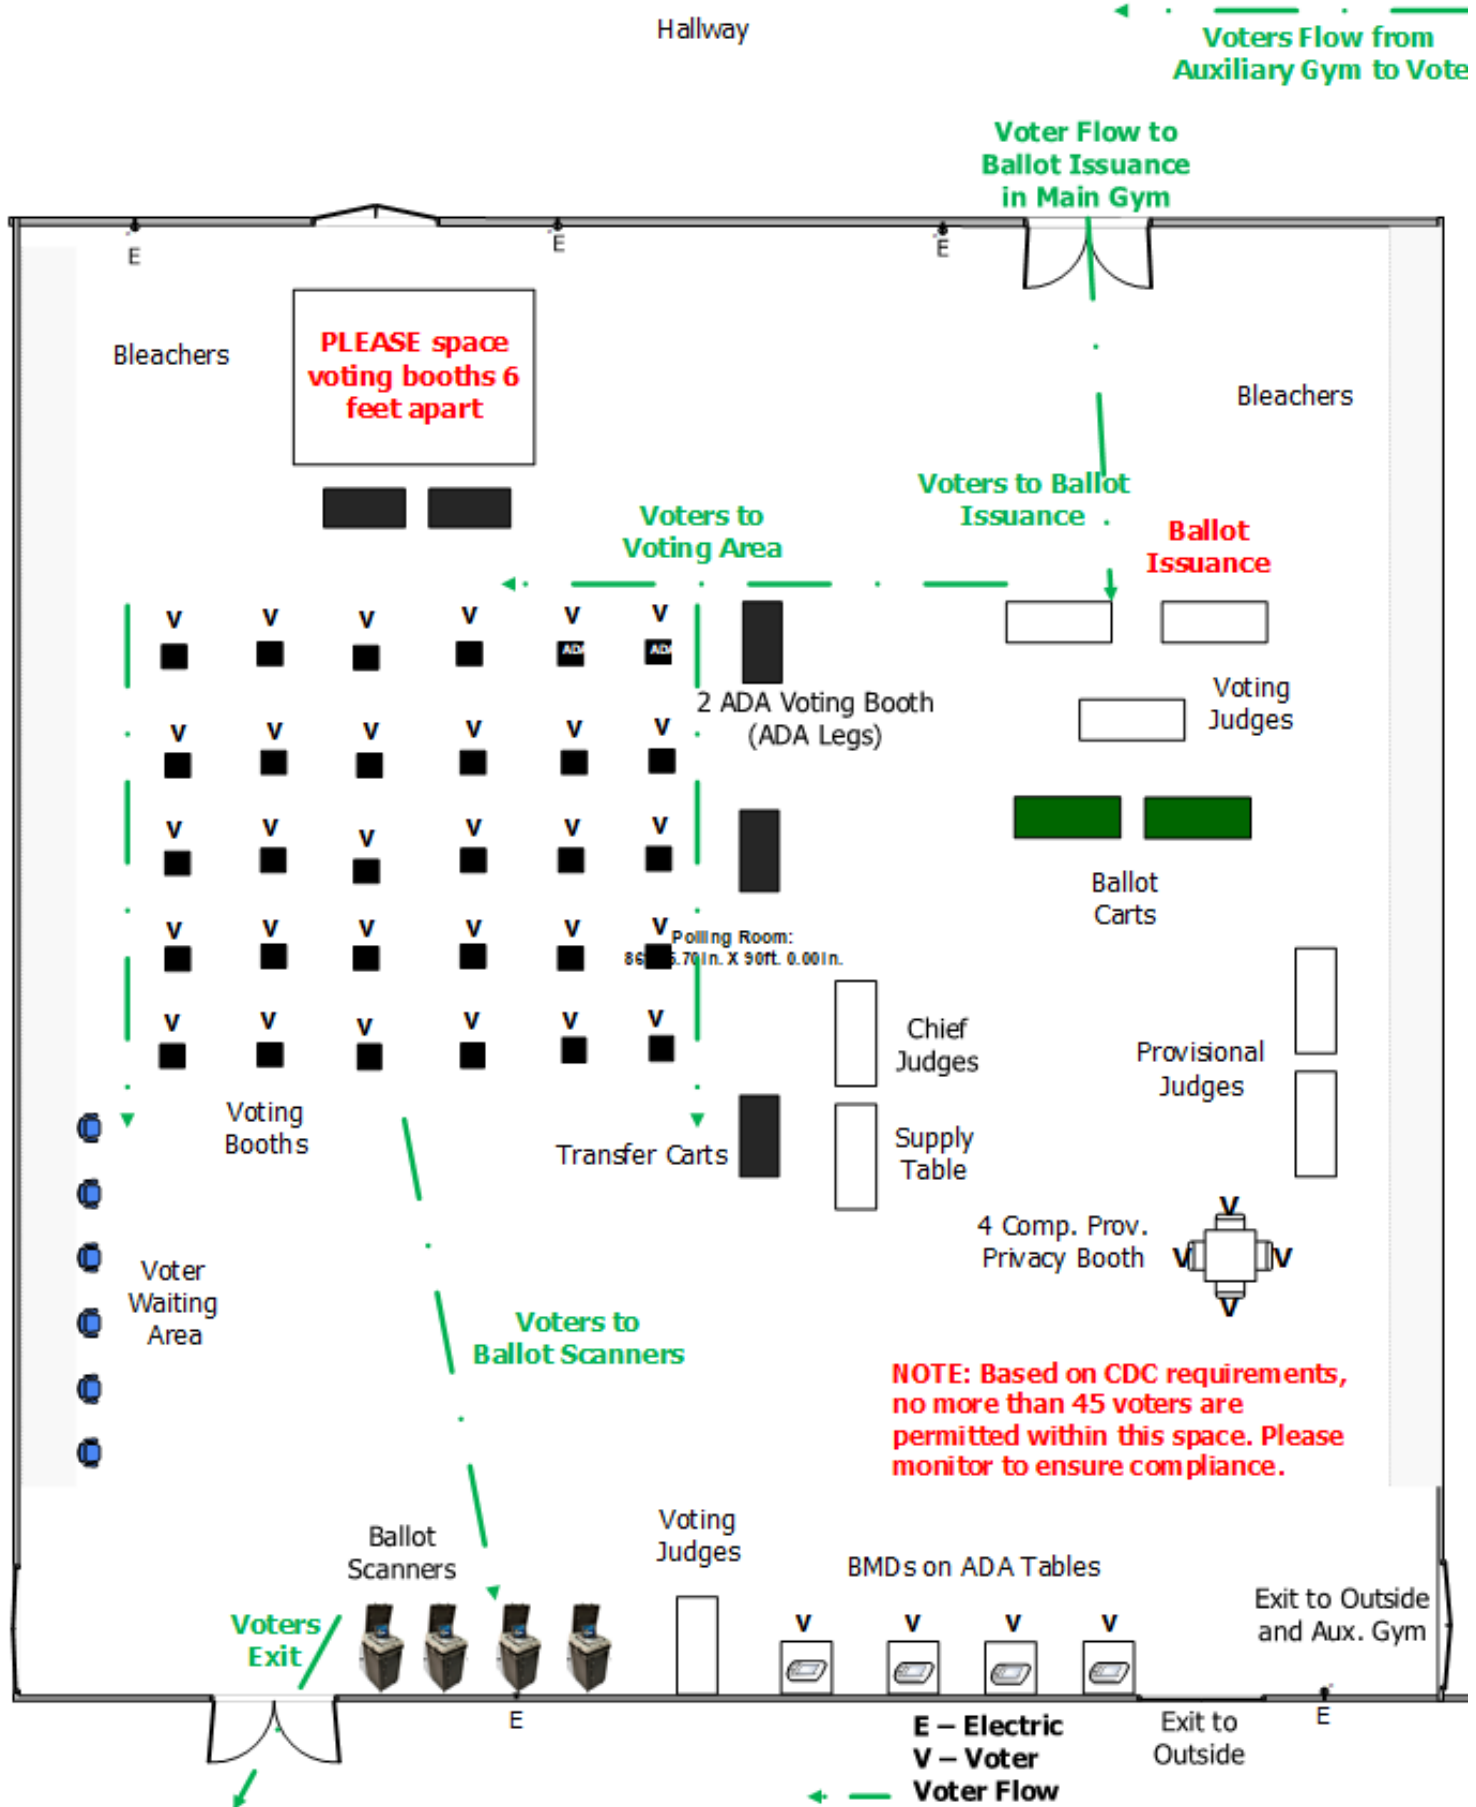 Hallway
Voters Flow from
Auxiliary Gym to Vote
Voter Flow to
Ballot Issuance
in Main Gym
E
E
E
Bleachers
PLEASE space
voting booths 6
feet apart
Bleachers
Voters to Ballot
Issuance
Voters to
Voting Area
Ballot
Issuance
V V V V V V
ADA ADA
2 ADA Voting Booth
(ADA Legs)
Voting
Judges
V V V V V V
V V V V V V
Ballot
Carts
V V V V V V
Polling Room:
X 90ft. 0.00in.
V V V V V V
Chief
Judges
Provisional
Judges
Voting
Booths
Transfer Carts
Supply
Table
4 Comp. Prov.
Privacy Booth
V
V V
V
Voter
Waiting
Area
Voters to
Ballot Scanners
NOTE: Based on CDC requirements,
no more than 45 voters are
permitted within this space. Please
monitor to ensure compliance.
Ballot
Scanners
Voting
Judges
BMDs on ADA Tables
V V V V
Exit to Outside
and Aux. Gym
Voters
Exit
E
E
Exit to
Outside
E – Electric
V – Voter
Voter Flow